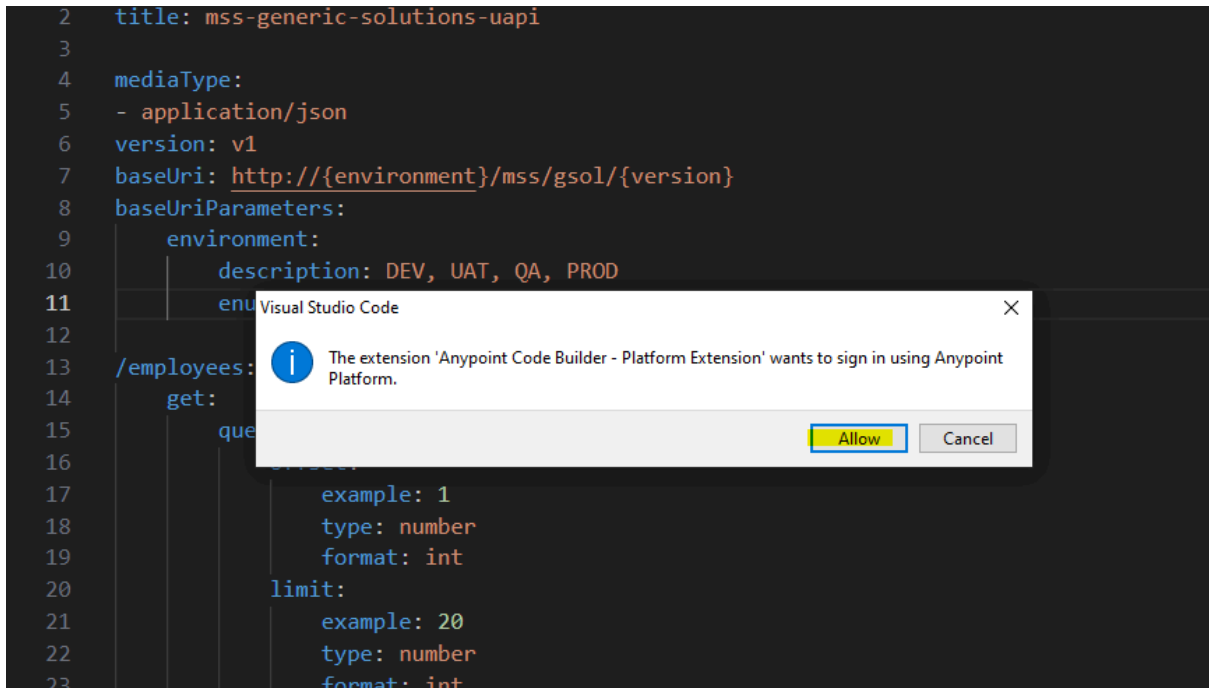 2 title: mss-generic-solutions-uapi
3
4 mediaType:
5 - application/json
6 version: v1
7 baseUri: http://{environment}/mss/gsol/{version}
8 baseUriParameters:
9 environment:
10 description: DEV, UAT, QA, PROD
11 enu
Visual Studio Code
The extension 'Anypoint Code Builder - Platform Extension' wants to sign in using Anypoint
Platform.
Allow Cancel
12
13 /employees:
14 get:
15 que
16 offset:
17 example: 1
18 type: number
19 format: int
20 limit:
21 example: 20
22 type: number
23 format: int